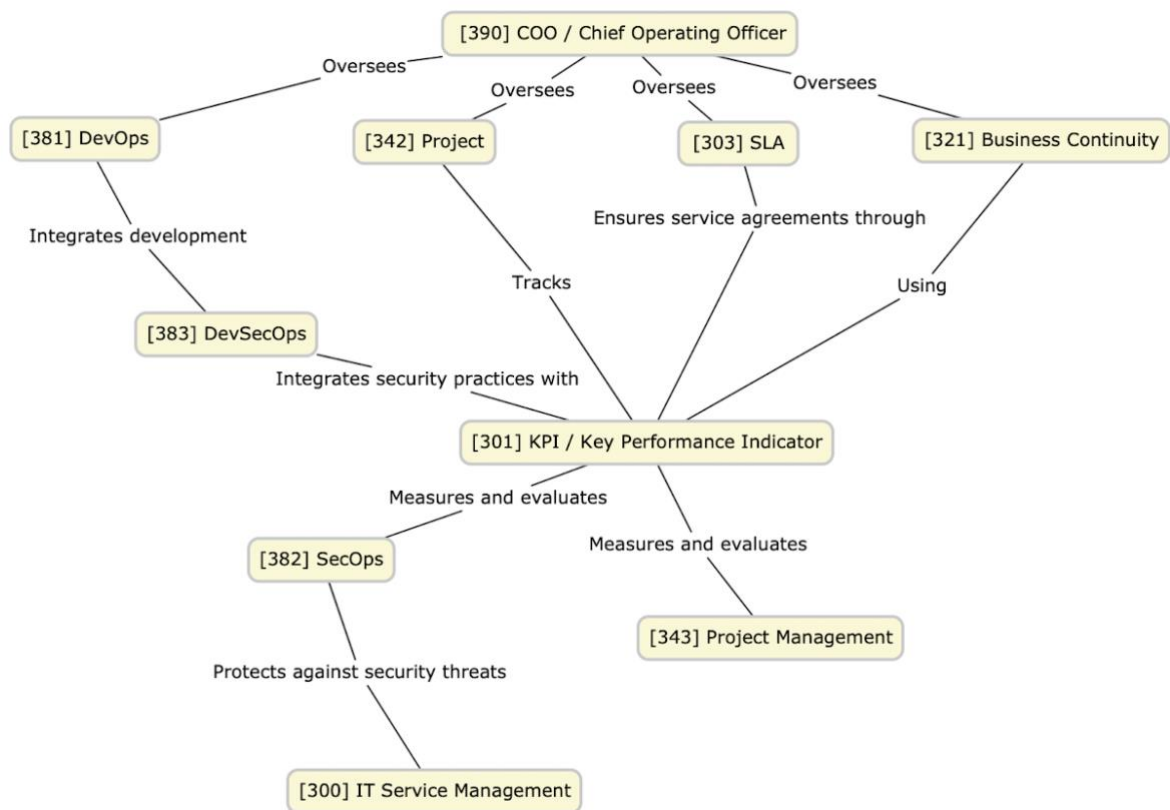 [390] COO / Chief Operating Officer
Oversees
Oversees
Oversees
Oversees
[381] DevOps
[342] Project
[303] SLA
[321] Business Continuity
Integrates development
Ensures service agreements through
Tracks
Using
[383] DevSecOps
Integrates security practices with
[301] KPI / Key Performance Indicator
Measures and evaluates
Measures and evaluates
[382] SecOps
[343] Project Management
Protects against security threats
[300] IT Service Management